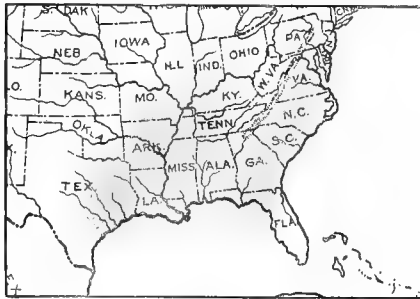 S. DAK
NEB
IOWA
ILL
IND.
OHIO
PA.
W. VA.
VA.
KANS.
MO.
KY.
TENN
N.C.
OKLA
ARK.
S.C.
TEX.
LA.
MISS
ALA.
GA.
FLA.